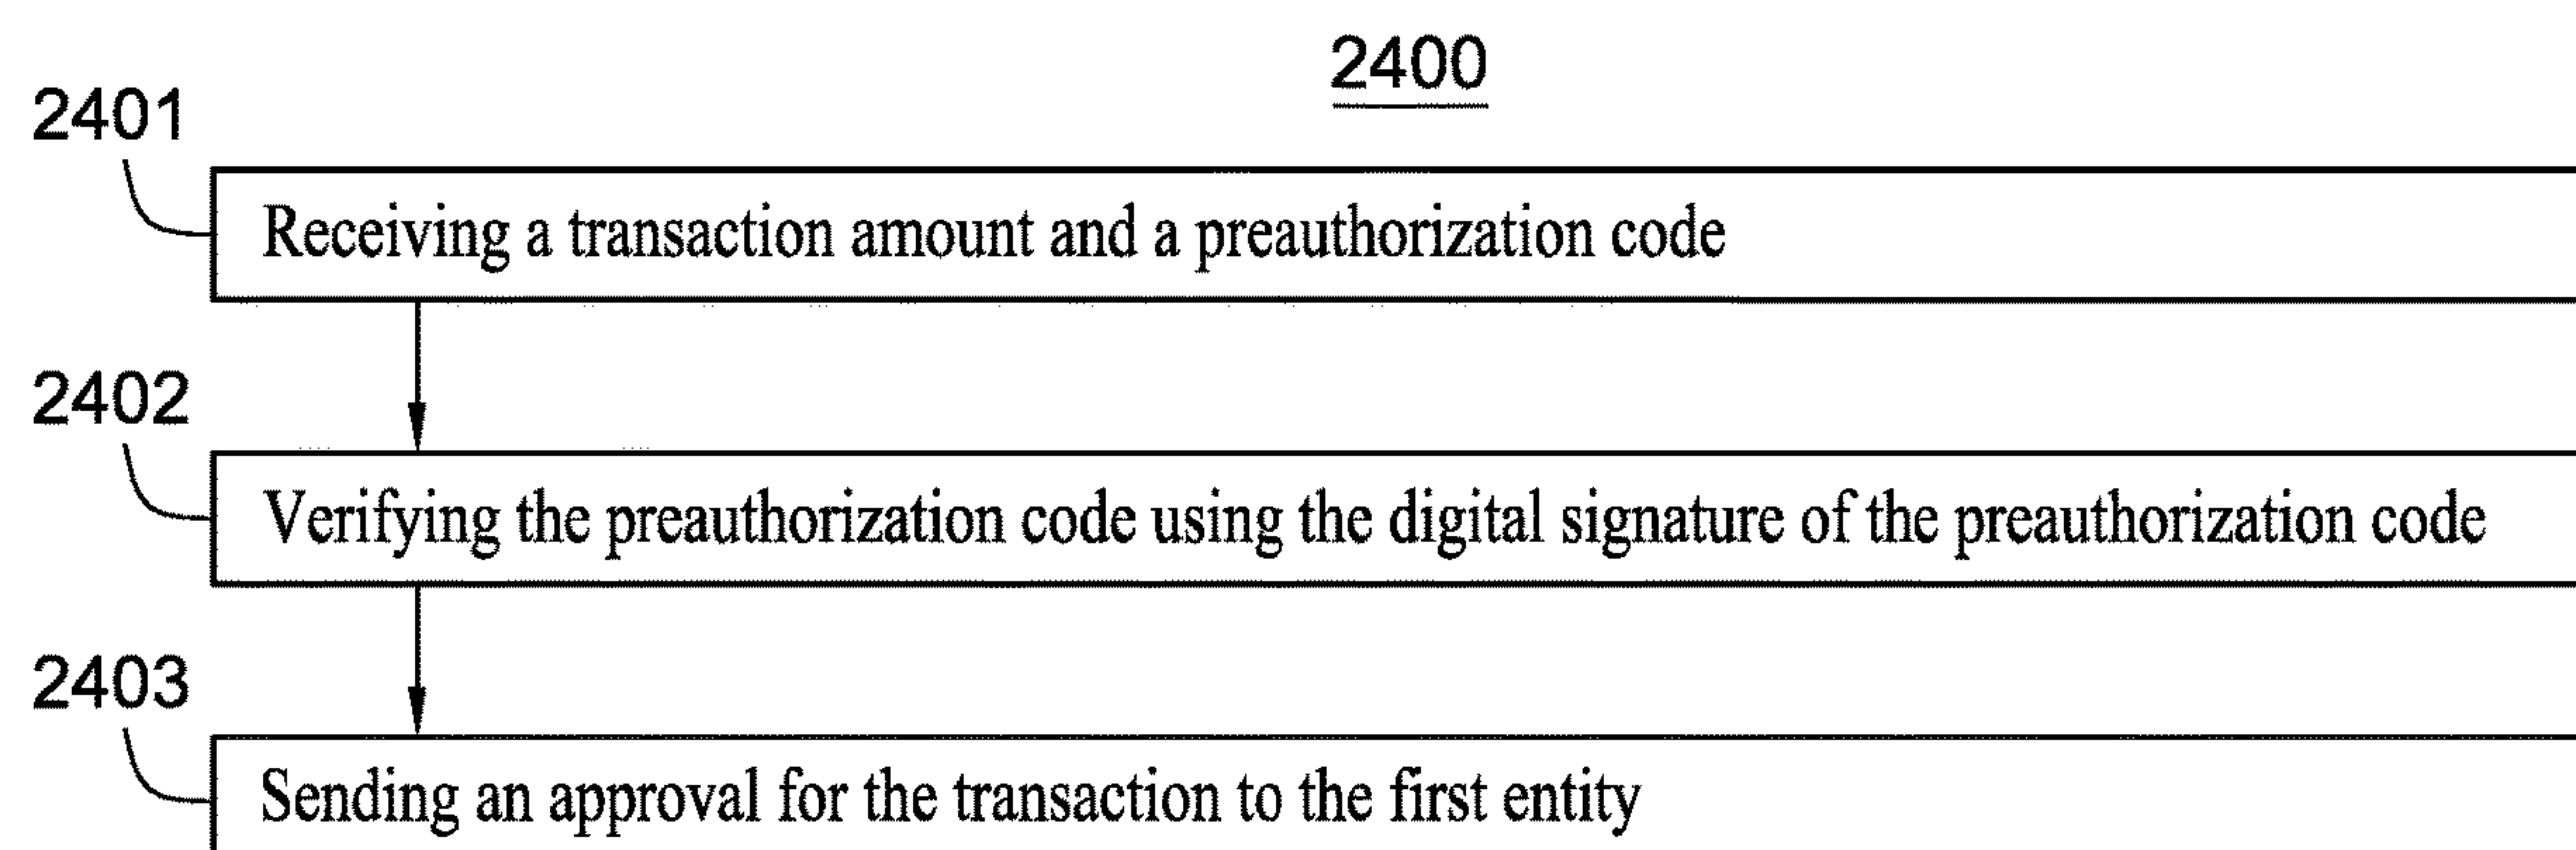 2400
2401
Receiving a transaction amount and a preauthorization code
2402
Verifying the preauthorization code using the digital signature of the preauthorization code
2403
Sending an approval for the transaction to the first entity